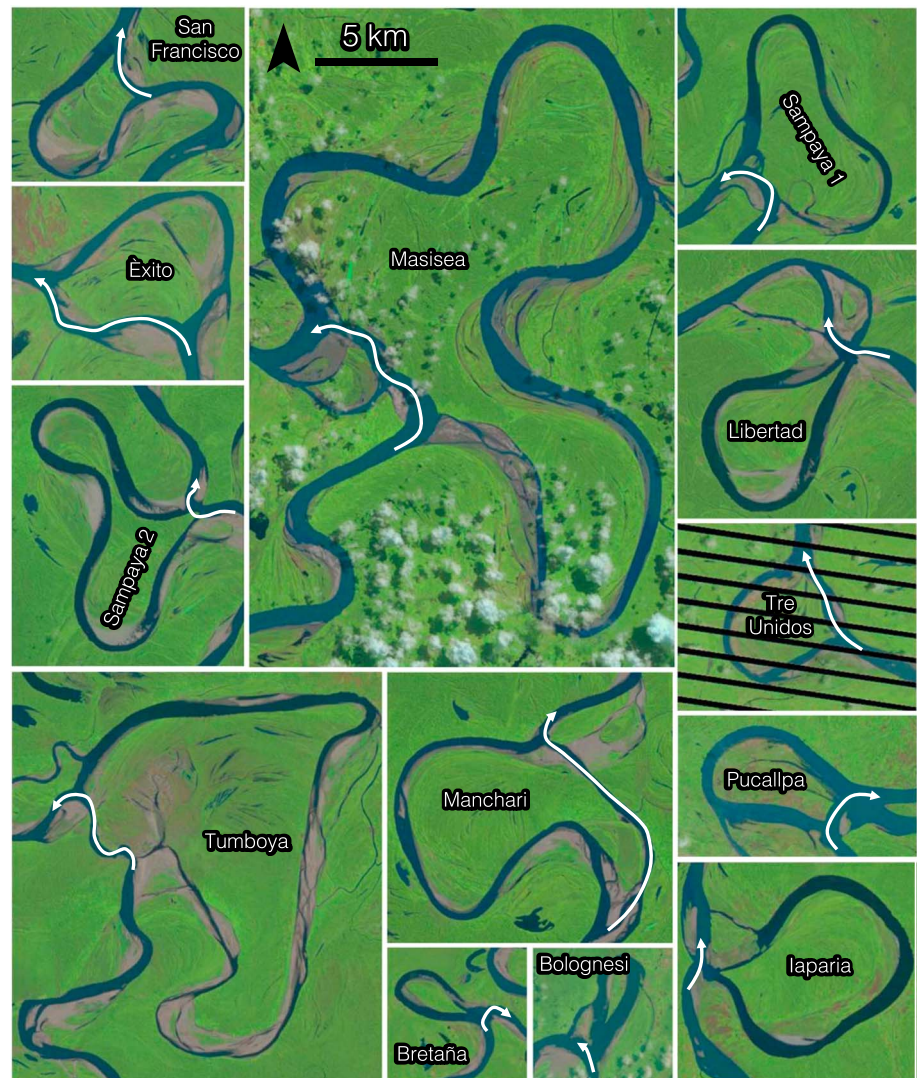 San
Francisco
5 km
Sampaya 1
Masisea
Èxito
Libertad
Sampaya 2
Tre
Unidos
Pucallpa
Manchari
Tumboya
Iaparia
Bolognesi
Bretaña